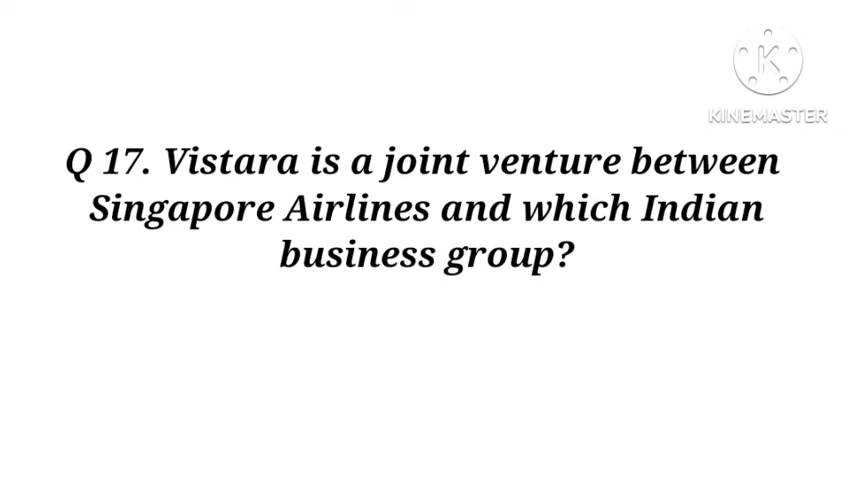 KINEMASTER
Q 17. Vistara is a joint venture between
Singapore Airlines and which Indian
business group?